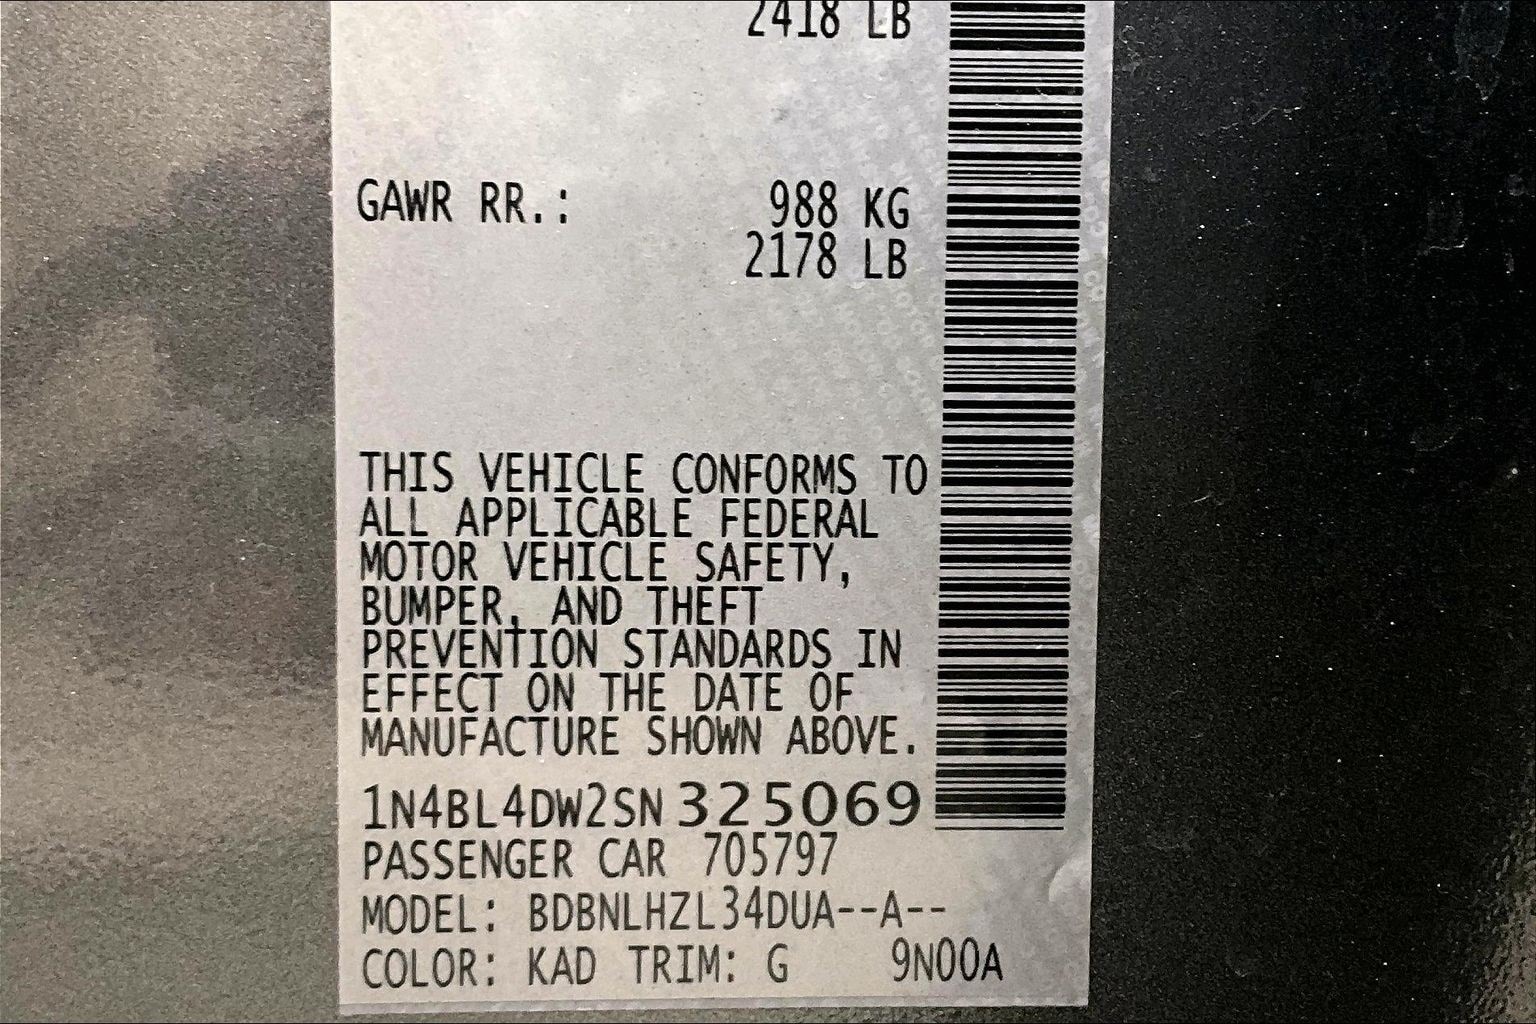 2418 LB
GAWR RR.: 988 KG
2178 LB
THIS VEHICLE CONFORMS TO
ALL APPLICABLE FEDERAL
MOTOR VEHICLE SAFETY,
BUMPER, AND THEFT
PREVENTION STANDARDS IN
EFFECT ON THE DATE OF
MANUFACTURE SHOWN ABOVE.
1N4BL4DW2SN325069
PASSENGER CAR 705797
MODEL: BDBNLHZL34DUA--A--
COLOR: KAD TRIM: G 9N00A